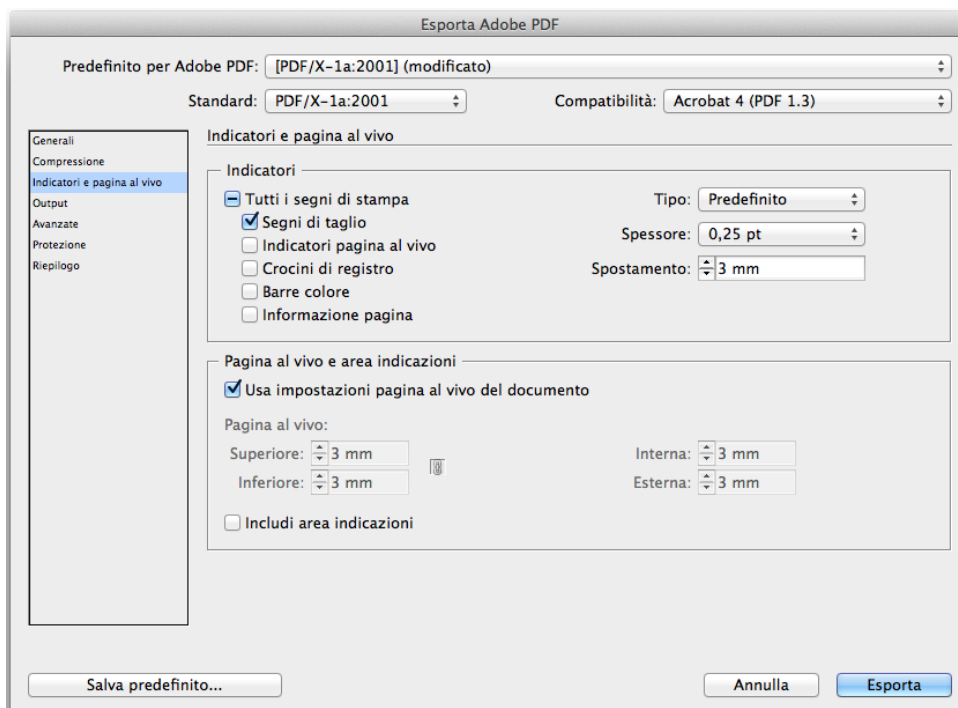 Esporta Adobe PDF
Predefinito per Adobe PDF: [PDF/X-1a:2001] (modificato)
Standard: PDF/X-1a:2001 Compatibilità: Acrobat 4 (PDF 1.3)
Generali
Compressione
Indicatori e pagina al vivo
Output
Avanzate
Protezione
Riepilogo
Indicatori e pagina al vivo
Indicatori
Tutti i segni di stampa Tipo: Predefinito
Segni di taglio
Spessore: 0,25 pt
Indicatori pagina al vivo
Crocini di registro Spostamento: 3 mm
Barre colore
Informazione pagina
Pagina al vivo e area indicazioni
Usa impostazioni pagina al vivo del documento
Pagina al vivo:
Superiore: 3 mm Interna: 3 mm
Inferiore: 3 mm Esterna: 3 mm
Includi area indicazioni
Salva predefinito... Annulla Esporta